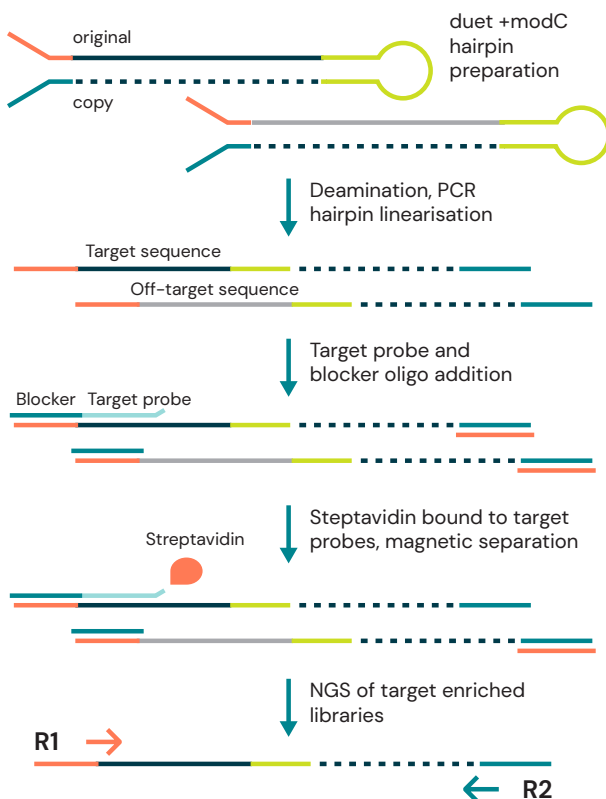 original
duet +modC
hairpin
preparation
copy
Deamination, PCR
hairpin linearisation
Target sequence
Off-target sequence
Target probe and
blocker oligo addition
Blocker
Target probe
Steptavidin bound to target
probes, magnetic separation
Streptavidin
NGS of target enriched
libraries
R1
R2